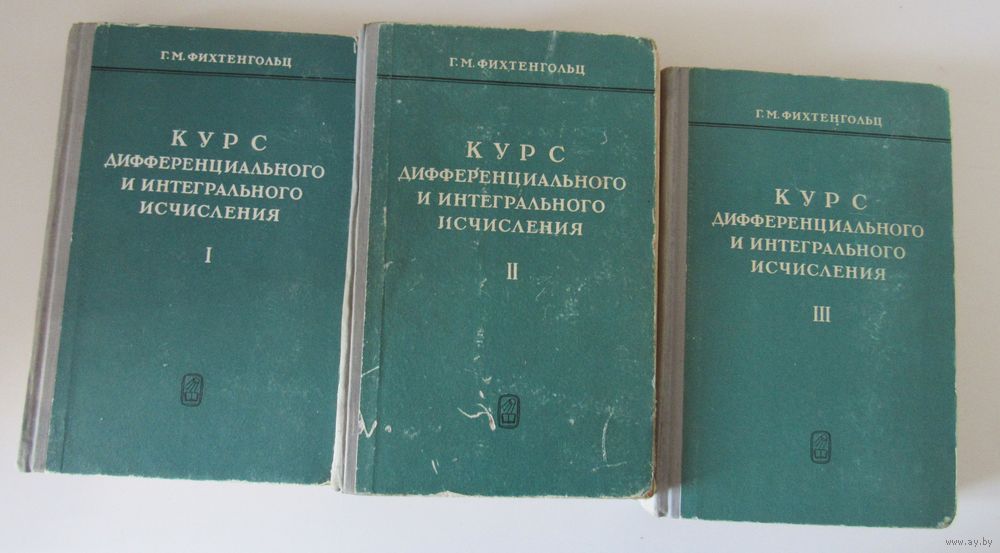 Г.М. ФИХТЕНГОЛЬЦ
КУРС
ДИФФЕРЕНЦИАЛЬНОГО
И ИНТЕГРАЛЬНОГО
ИСЧИСЛЕНИЯ
I
Г.М. ФИХТЕНГОЛЬЦ
КУРС
ДИФФЕРЕНЦИАЛЬНОГО
И ИНТЕГРАЛЬНОГО
ИСЧИСЛЕНИЯ
II
Г.М. ФИХТЕНГОЛЬЦ
КУРС
ДИФФЕРЕНЦИАЛЬНОГО
И ИНТЕГРАЛЬНОГО
ИСЧИСЛЕНИЯ
III
www.ay.by